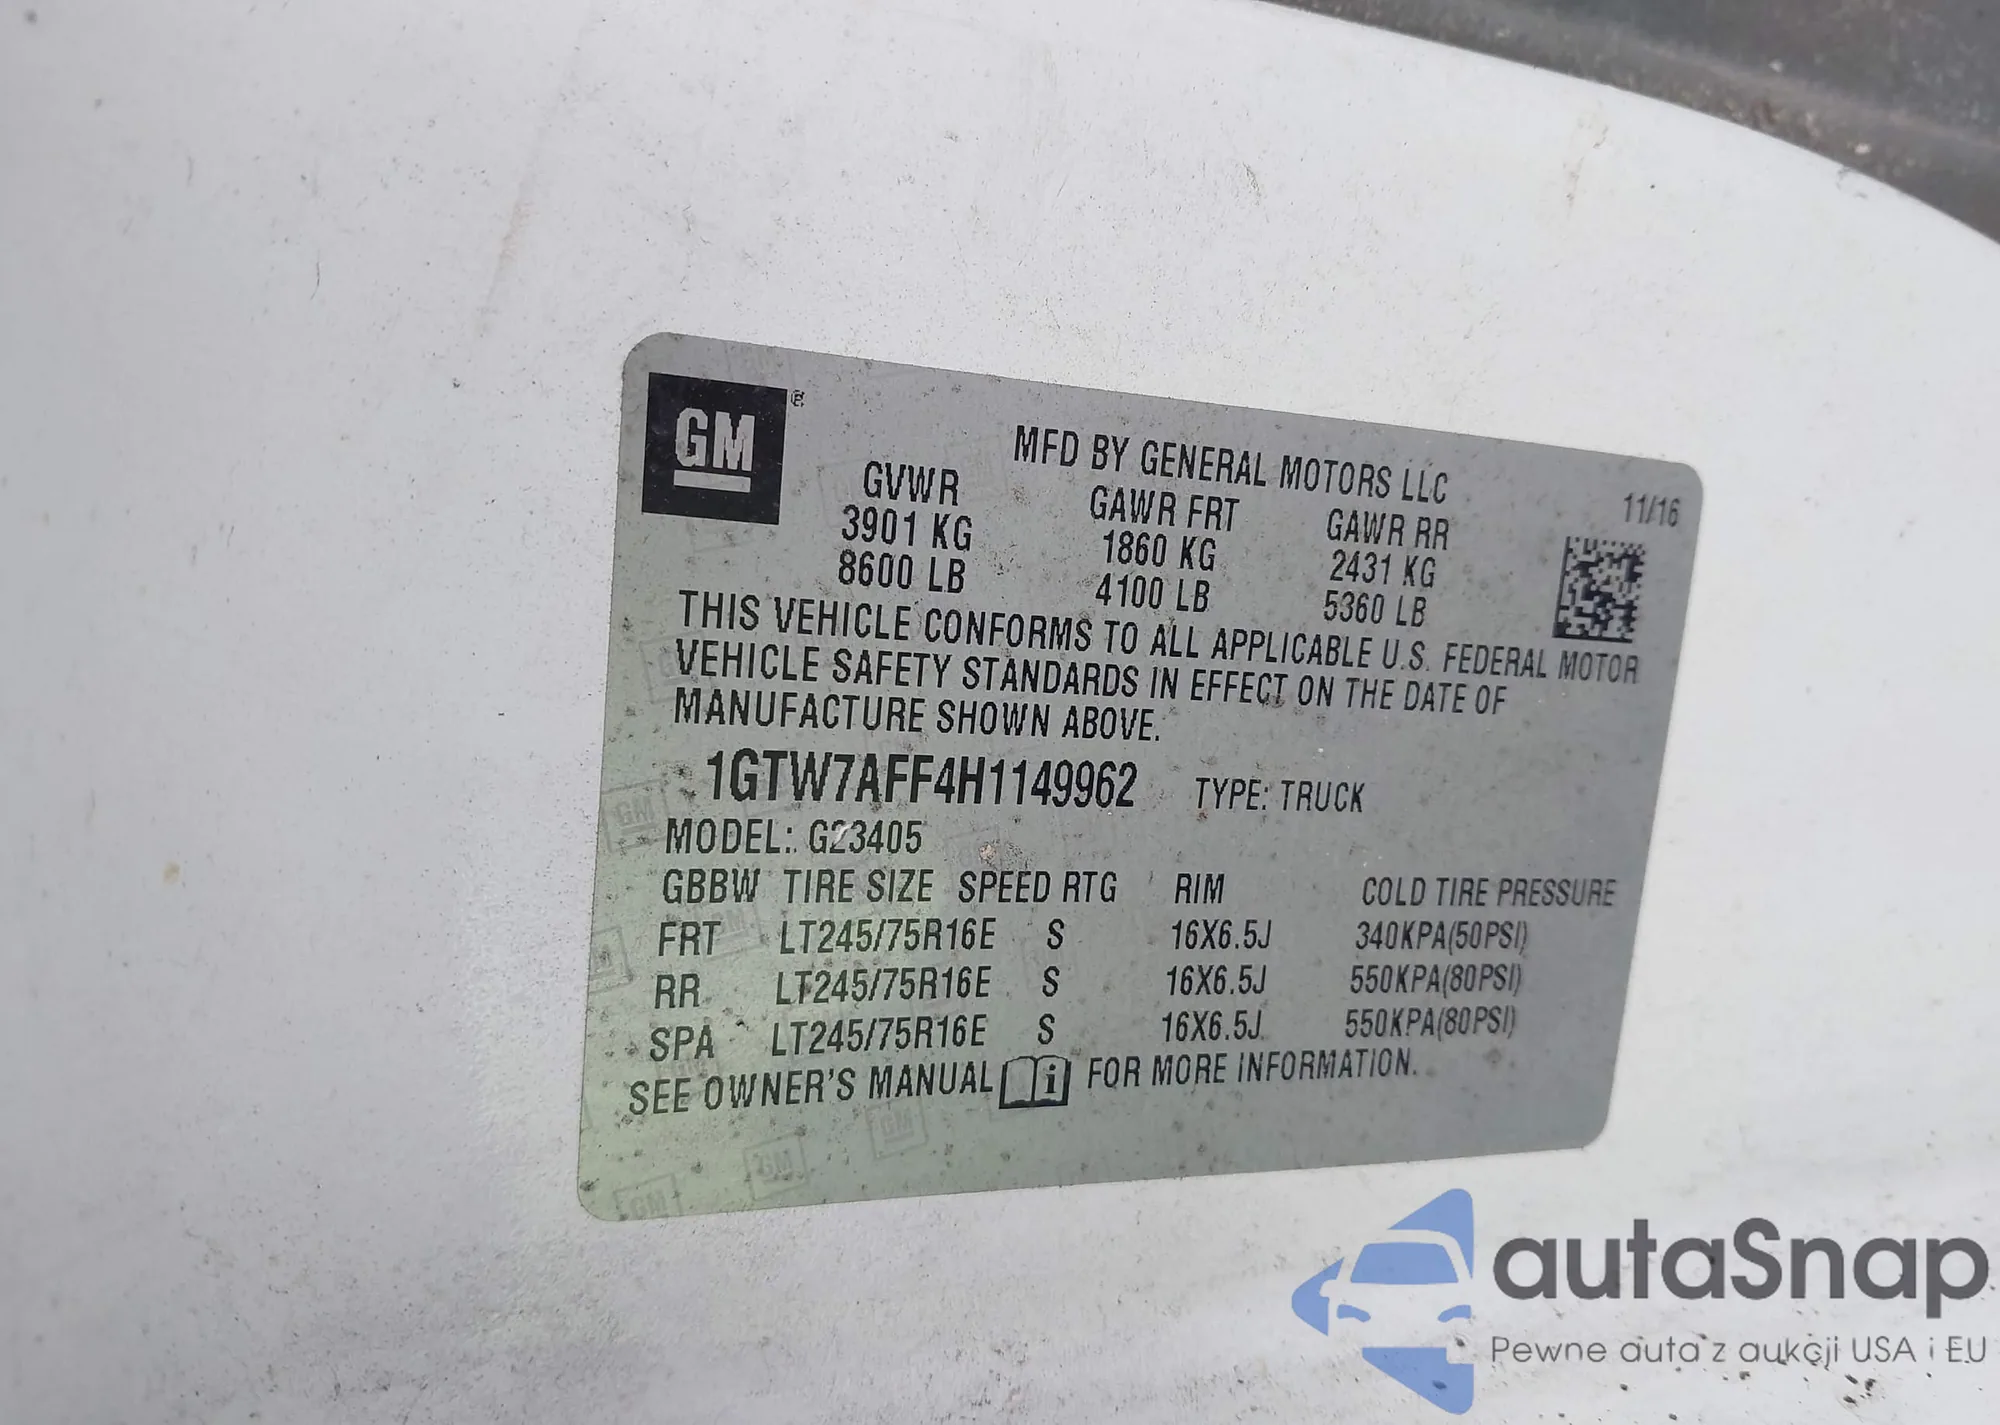 GM ®
MFD BY GENERAL MOTORS LLC
11/16
GVWR GAWR FRT GAWR RR
3901 KG 1860 KG 2431 KG
8600 LB 4100 LB 5360 LB
THIS VEHICLE CONFORMS TO ALL APPLICABLE U.S. FEDERAL MOTOR
VEHICLE SAFETY STANDARDS IN EFFECT ON THE DATE OF
MANUFACTURE SHOWN ABOVE.
1GTW7AFF4H1149962 TYPE: TRUCK
MODEL: G23405
GBBW TIRE SIZE SPEED RTG RIM COLD TIRE PRESSURE
FRT LT245/75R16E S 16X6.5J 340KPA(50PSI)
RR LT245/75R16E S 16X6.5J 550KPA(80PSI)
SPA LT245/75R16E S 16X6.5J 550KPA(80PSI)
SEE OWNER'S MANUAL i FOR MORE INFORMATION.
autaSnap
Pewne auta z aukcji USA i EU